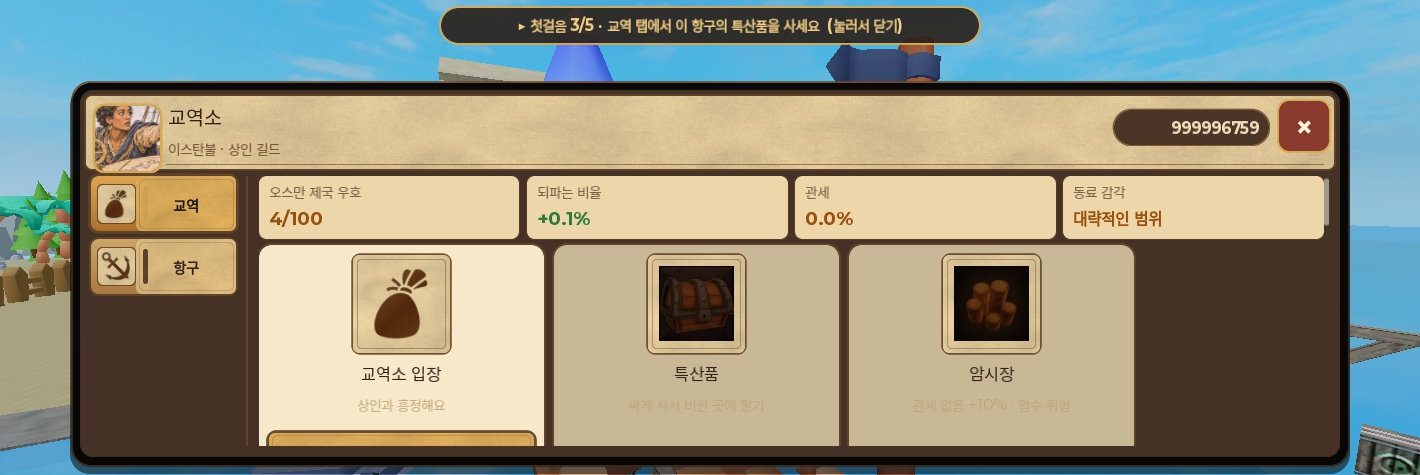 ▸ 첫걸음 3/5 · 교역 탭에서 이 항구의 특산품을 사세요 (눌러서 닫기)
교역소
이스탄불 · 상인 길드
999996759
×
교역
항구
오스만 제국 우호
4/100
되파는 비율
+0.1%
관세
0.0%
동료 감각
대략적인 범위
교역소 입장
상인과 흥정해요
특산품
싸게 사서 비싼 곳에 팔기
암시장
관세 없음 +10% · 압수 위험